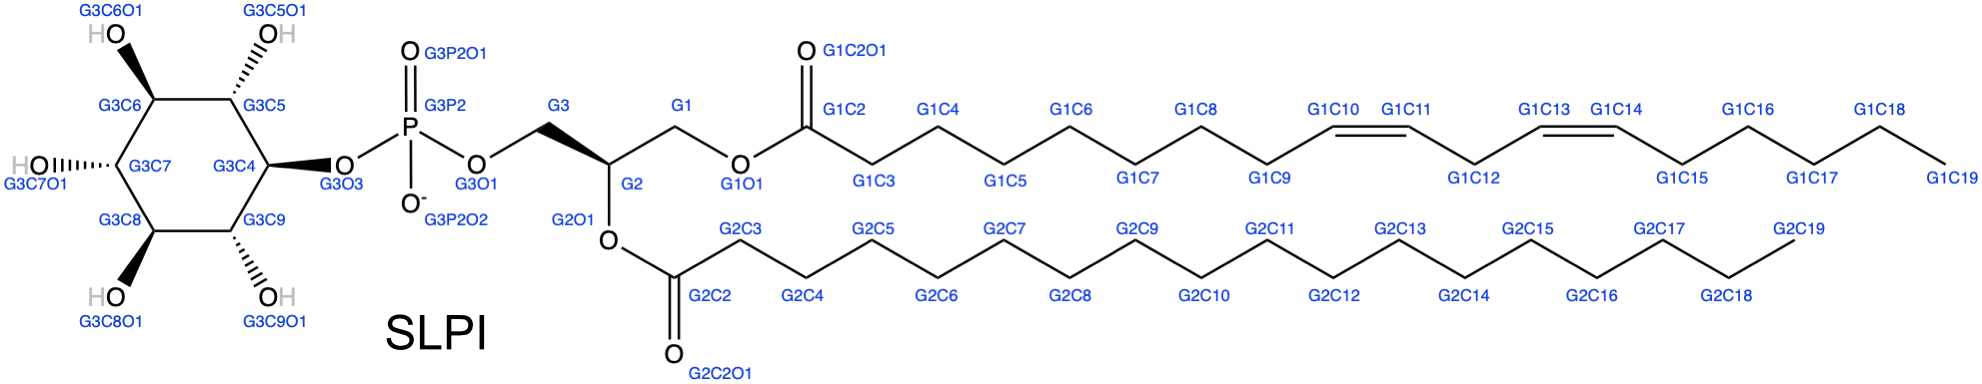 G3C6O1 G3C5O1
HO OH O G3P2O1 O G1C2O1
G3C6 G3C5 G3P2 G3 G1 G1C2 G1C4 G1C6 G1C8 G1C10 G1C11 G1C13 G1C14 G1C16 G1C18
P
HO G3C7 G3C4 O O O
G3C7O1 G3O3 G3O1 G2 G1O1 G1C3 G1C5 G1C7 G1C9 G1C12 G1C15 G1C17 G1C19
O- G3P2O2
G3C8 G3C9 G2O1 G2C3 G2C5 G2C7 G2C9 G2C11 G2C13 G2C15 G2C17 G2C19
O
HO OH G2C2 G2C4 G2C6 G2C8 G2C10 G2C12 G2C14 G2C16 G2C18
G3C8O1 G3C9O1
SLPI
O
G2C2O1